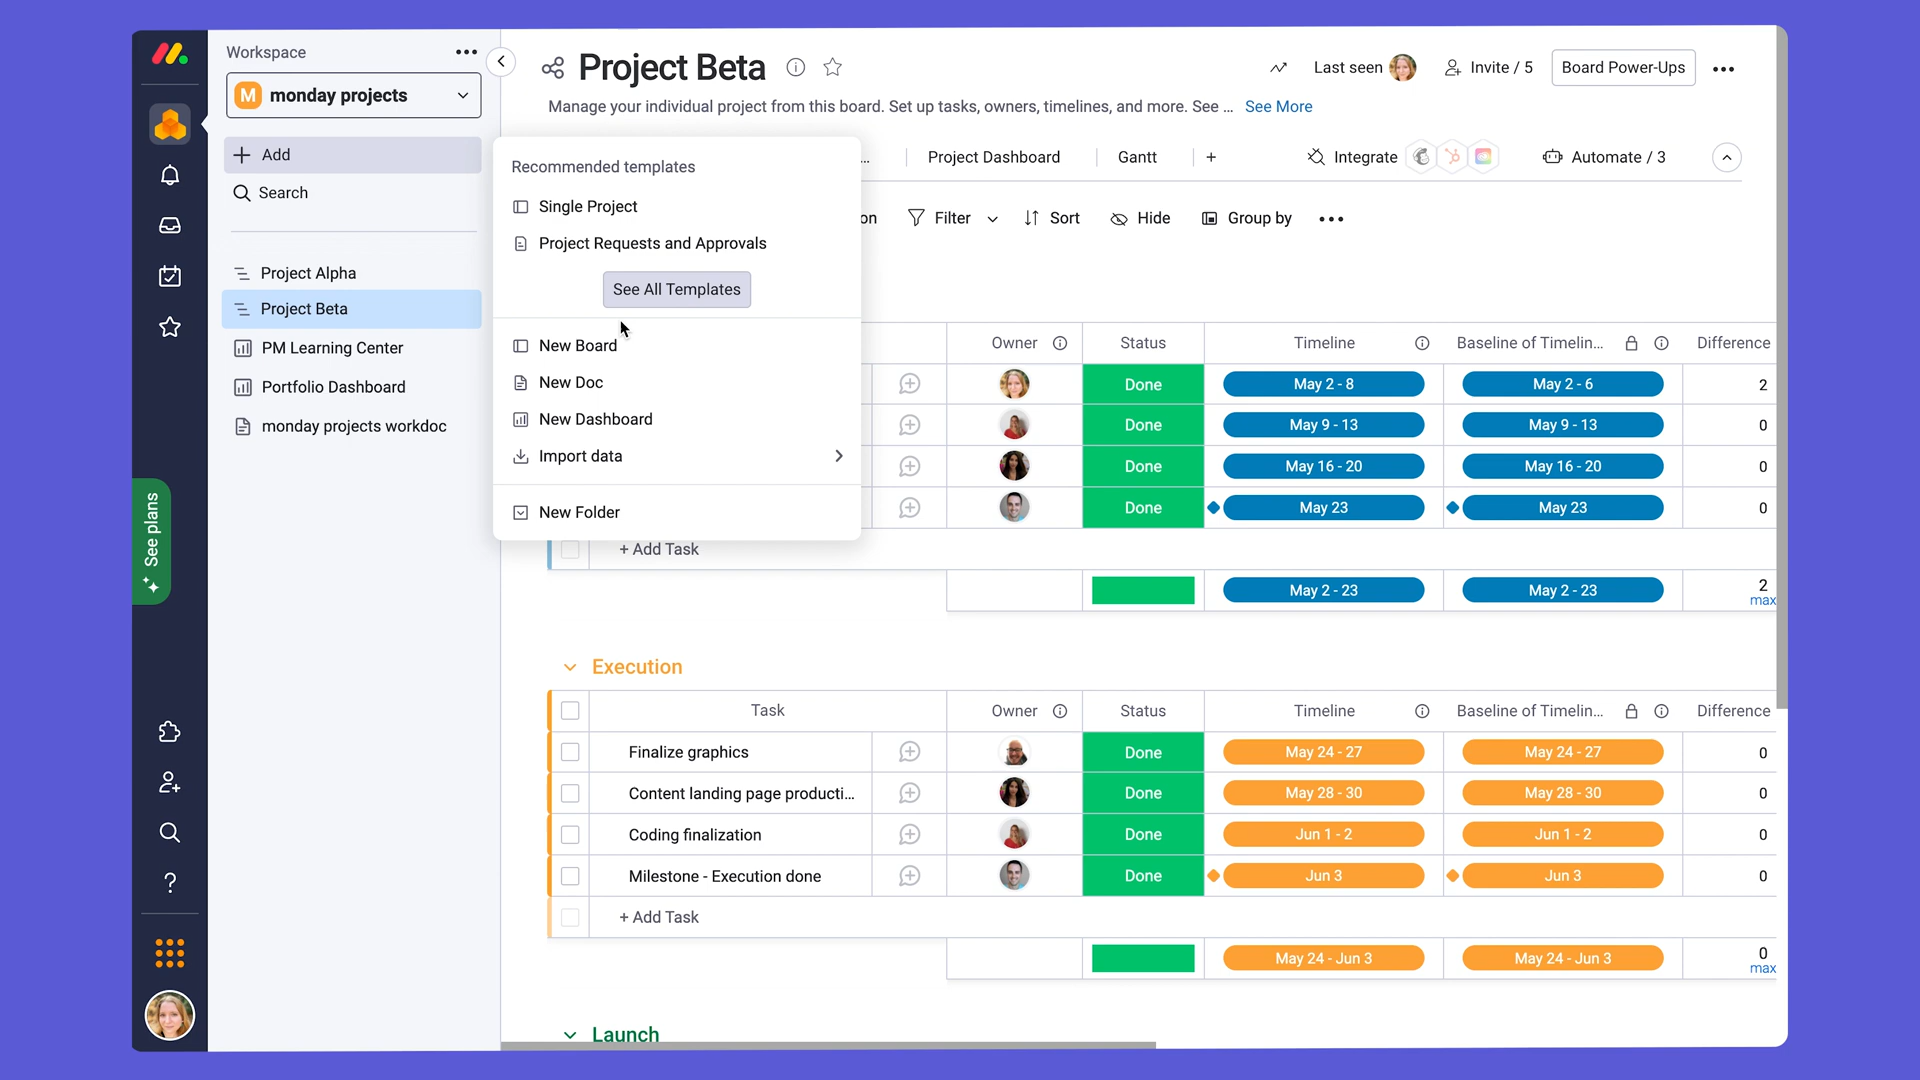 Workspace
M monday projects
Add
Search
Project Alpha
Project Beta
PM Learning Center
Portfolio Dashboard
monday projects workdoc
See plans
Project Beta
Last seen
Invite / 5
Board Power-Ups
Manage your individual project from this board. Set up tasks, owners, timelines, and more. See ... See More
...
Project Dashboard
Gantt
+
Integrate
Automate / 3
on
Filter
Sort
Hide
Group by
Recommended templates
Single Project
Project Requests and Approvals
See All Templates
New Board
New Doc
New Dashboard
Import data
New Folder
Owner Status Timeline Baseline of Timelin... Difference
Done May 2 - 8 May 2 - 6 2
Done May 9 - 13 May 9 - 13 0
Done May 16 - 20 May 16 - 20 0
Done May 23 May 23 0
+ Add Task
May 2 - 23 May 2 - 23 2
max
Execution
Task Owner Status Timeline Baseline of Timelin... Difference
Finalize graphics Done May 24 - 27 May 24 - 27 0
Content landing page producti... Done May 28 - 30 May 28 - 30 0
Coding finalization Done Jun 1 - 2 Jun 1 - 2 0
Milestone - Execution done Done Jun 3 Jun 3 0
+ Add Task
May 24 - Jun 3 May 24 - Jun 3 0
max
Launch